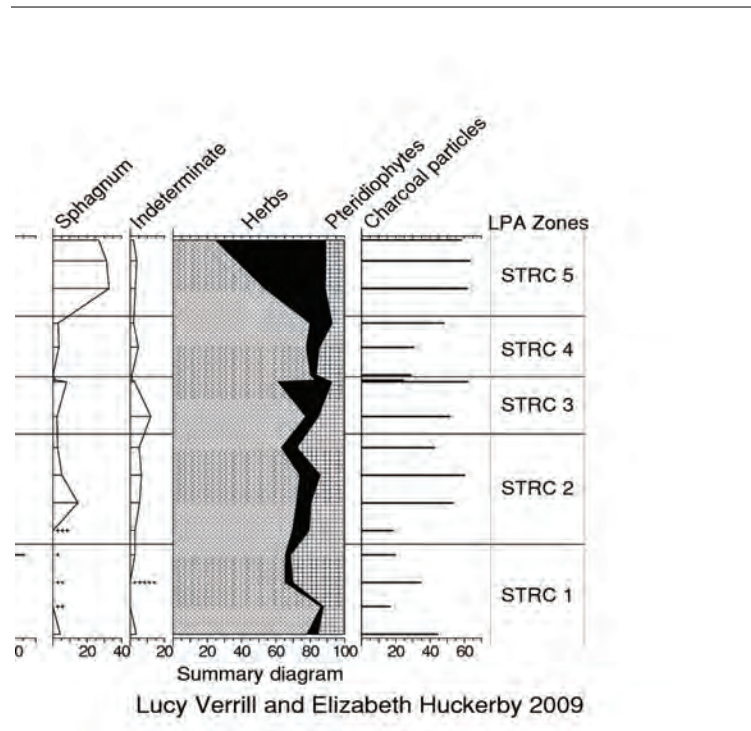 Sphagnum
Indeterminate
Herbs
Pteridophytes
Charcoal particles
LPA Zones
STRC 5
STRC 4
STRC 3
STRC 2
STRC 1
0 20 40 20 20 40 60 80 100 20 40 60
Summary diagram
Lucy Verrill and Elizabeth Huckerby 2009